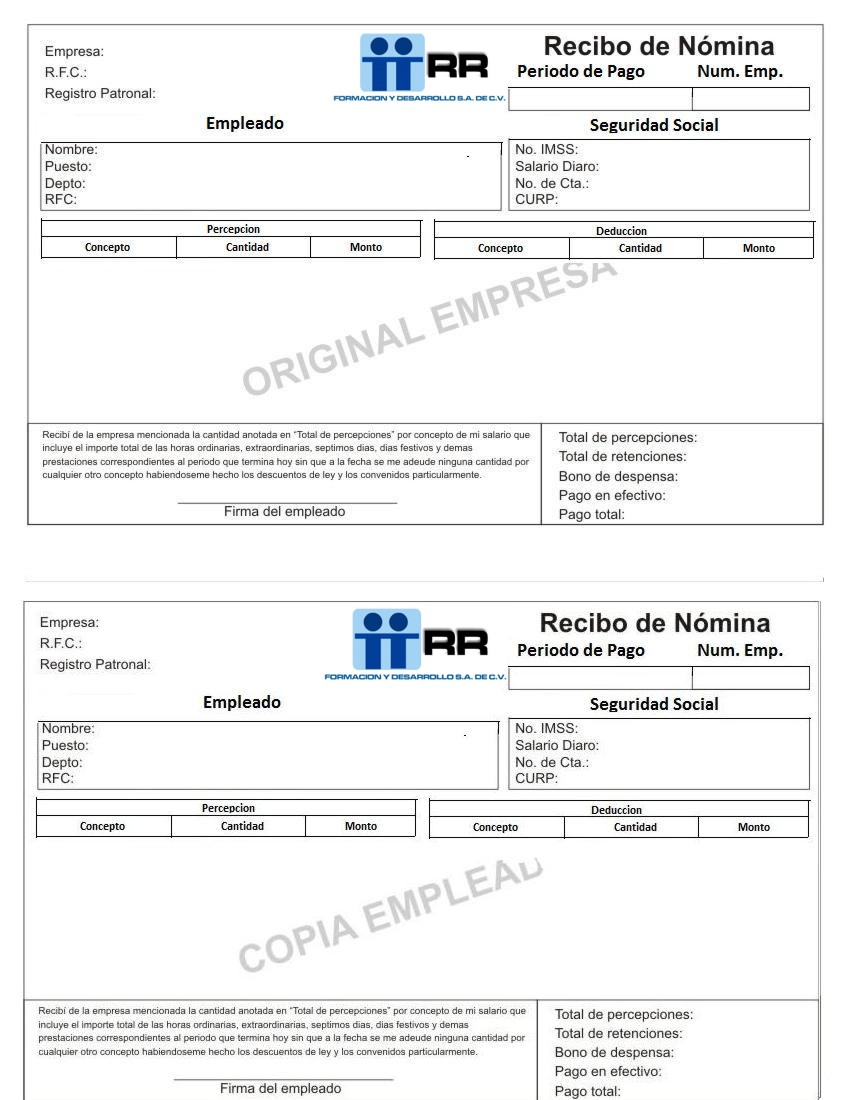 Empresa:
R.F.C.:
Registro Patronal:
RR
FORMACION Y DESARROLLO S.A. DE C.V.
Recibo de Nómina
Periodo de Pago Num. Emp.
Empleado
Seguridad Social
Nombre:
Puesto:
Depto:
RFC:
No. IMSS:
Salario Diaro:
No. de Cta.:
CURP:
Percepcion
Concepto Cantidad Monto
Deduccion
Concepto Cantidad Monto
ORIGINAL EMPRESA
Recibí de la empresa mencionada la cantidad anotada en “Total de percepciones” por concepto de mi salario que
incluye el importe total de las horas ordinarias, extraordinarias, septimos dias, dias festivos y demas
prestaciones correspondientes al periodo que termina hoy sin que a la fecha se me adeude ninguna cantidad por
cualquier otro concepto habiendoseme hecho los descuentos de ley y los convenidos particularmente.
Firma del empleado
Total de percepciones:
Total de retenciones:
Bono de despensa:
Pago en efectivo:
Pago total:
Empresa:
R.F.C.:
Registro Patronal:
RR
FORMACION Y DESARROLLO S.A. DE C.V.
Recibo de Nómina
Periodo de Pago Num. Emp.
Empleado
Seguridad Social
Nombre:
Puesto:
Depto:
RFC:
No. IMSS:
Salario Diaro:
No. de Cta.:
CURP:
Percepcion
Concepto Cantidad Monto
Deduccion
Concepto Cantidad Monto
COPIA EMPLEAD
Recibí de la empresa mencionada la cantidad anotada en “Total de percepciones” por concepto de mi salario que
incluye el importe total de las horas ordinarias, extraordinarias, septimos dias, dias festivos y demas
prestaciones correspondientes al periodo que termina hoy sin que a la fecha se me adeude ninguna cantidad por
cualquier otro concepto habiendoseme hecho los descuentos de ley y los convenidos particularmente.
Firma del empleado
Total de percepciones:
Total de retenciones:
Bono de despensa:
Pago en efectivo:
Pago total: